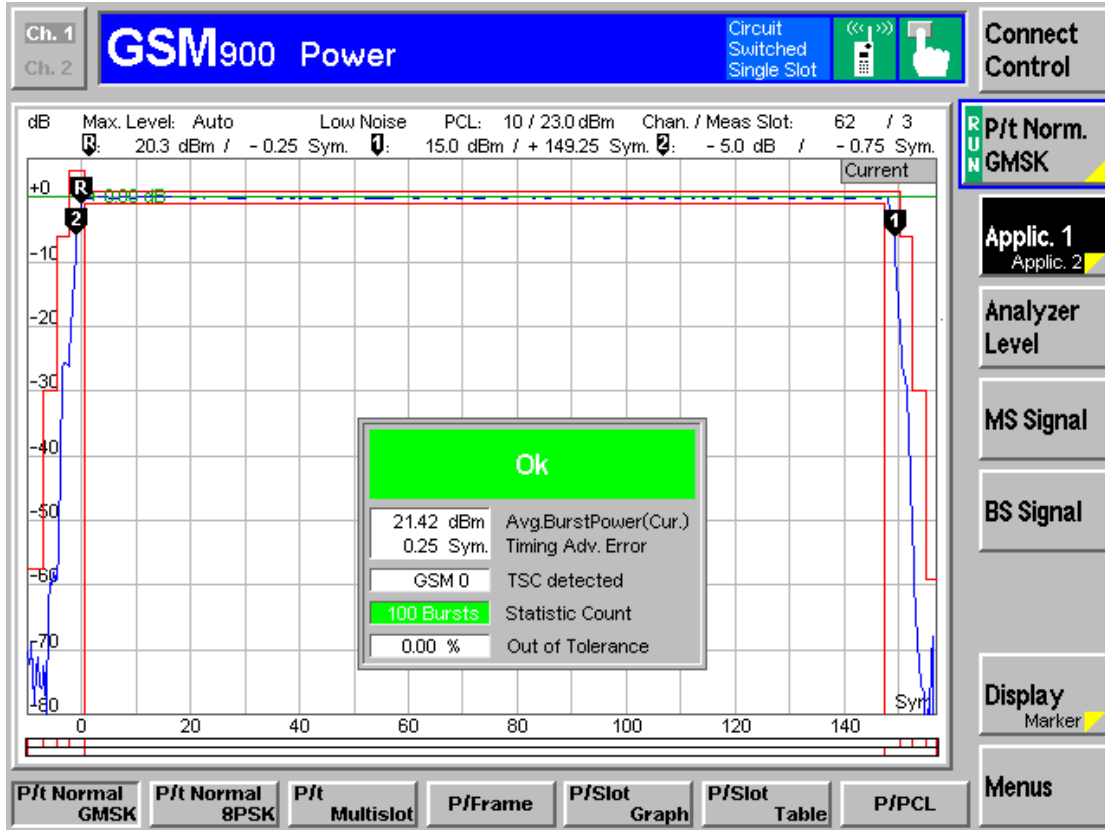 Ch. 1
Ch. 2
GSM900 Power
Circuit
Switched
Single Slot
Connect
Control
dB Max. Level: Auto Low Noise PCL: 10 / 23.0 dBm Chan. / Meas Slot: 62 / 3
R: 20.3 dBm / - 0.25 Sym. 1: 15.0 dBm / + 149.25 Sym. 2: - 5.0 dB / - 0.75 Sym.
RUN
P/t Norm.
GMSK
Current
+0
R
0.00 dB
2
1
-10
-20
-30
-40
-50
-60
-70
-80
Applic. 1
Applic. 2
Analyzer
Level
MS Signal
BS Signal
Ok
21.42 dBm Avg.BurstPower(Cur.)
0.25 Sym. Timing Adv. Error
GSM 0 TSC detected
100 Bursts Statistic Count
0.00 % Out of Tolerance
Sym
0 20 40 60 80 100 120 140
Display
Marker
Menus
P/t Normal
GMSK
P/t Normal
8PSK
P/t
Multislot
P/Frame
P/Slot
Graph
P/Slot
Table
P/PCL